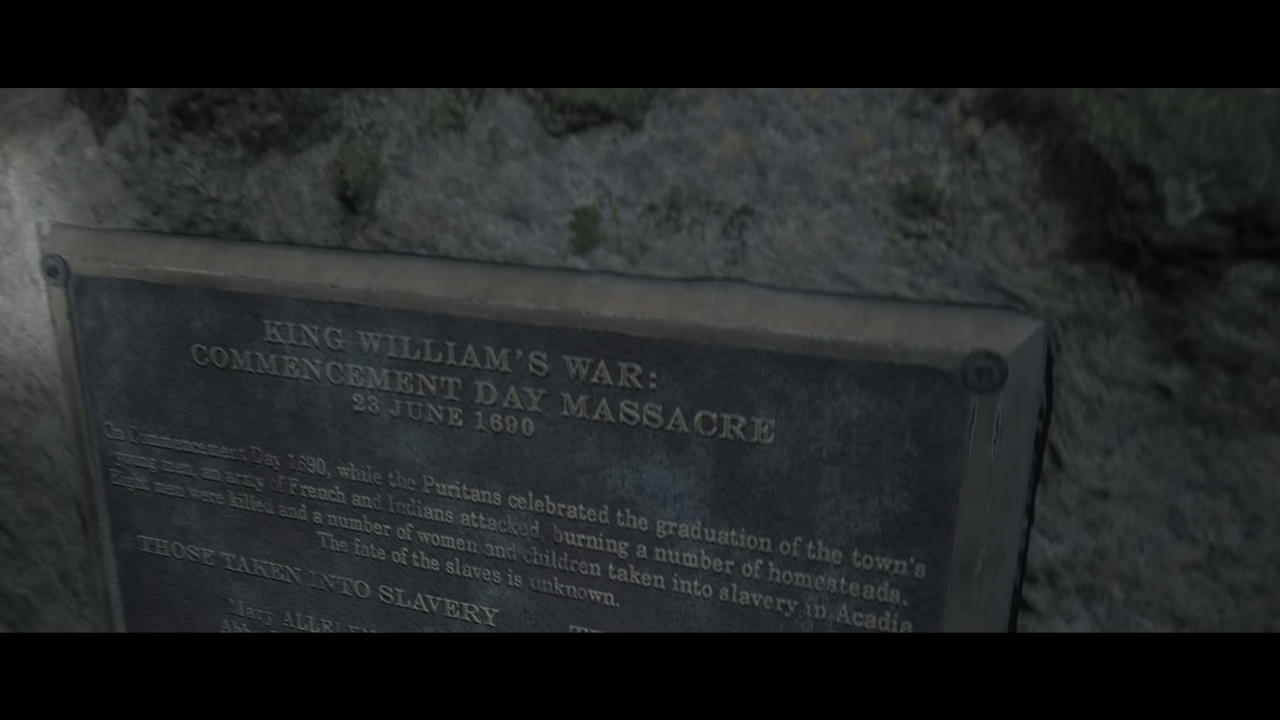 KING WILLIAM'S WAR:
COMMENCEMENT DAY MASSACRE
23 JUNE 1690
On Commencement Day 1690, while the Puritans celebrated the graduation of the town's
young men, an army of French and Indians attacked, burning a number of homesteads.
Eight men were killed and a number of women and children taken into slavery in Acadia
The fate of the slaves is unknown.
THOSE TAKEN INTO SLAVERY
Mary